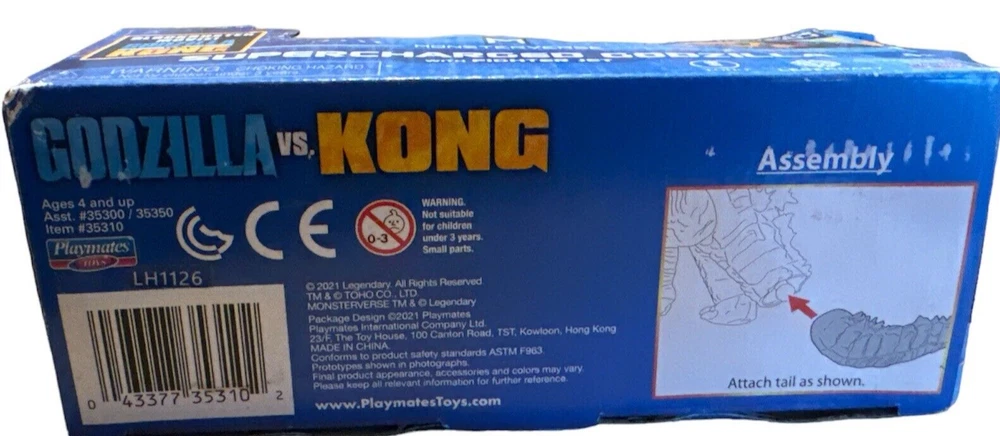 KONG
MONSTERVERSE
SUPERCHARGED GODZILLA
WITH FIGHTER JET
WARNING: CHOKING HAZARD
GODZILLA VS. KONG
Ages 4 and up
Asst. #35300 / 35350
Item #35310
Playmates
TOYS
CE
0-3
WARNING.
Not suitable
for children
under 3 years.
Small parts.
LH1126
© 2021 Legendary. All Rights Reserved
TM & © TOHO CO., LTD.
MONSTERVERSE TM & © Legendary
Package Design ©2021 Playmates
Playmates International Company Ltd.
23/F, The Toy House, 100 Canton Road, TST, Kowloon, Hong Kong
MADE IN CHINA.
Conforms to product safety standards ASTM F963.
Prototypes shown in photographs.
Final product appearance, accessories and colors may vary.
Please keep all relevant information for further reference.
www.PlaymatesToys.com
0 43377 35310 2
Assembly
Attach tail as shown.